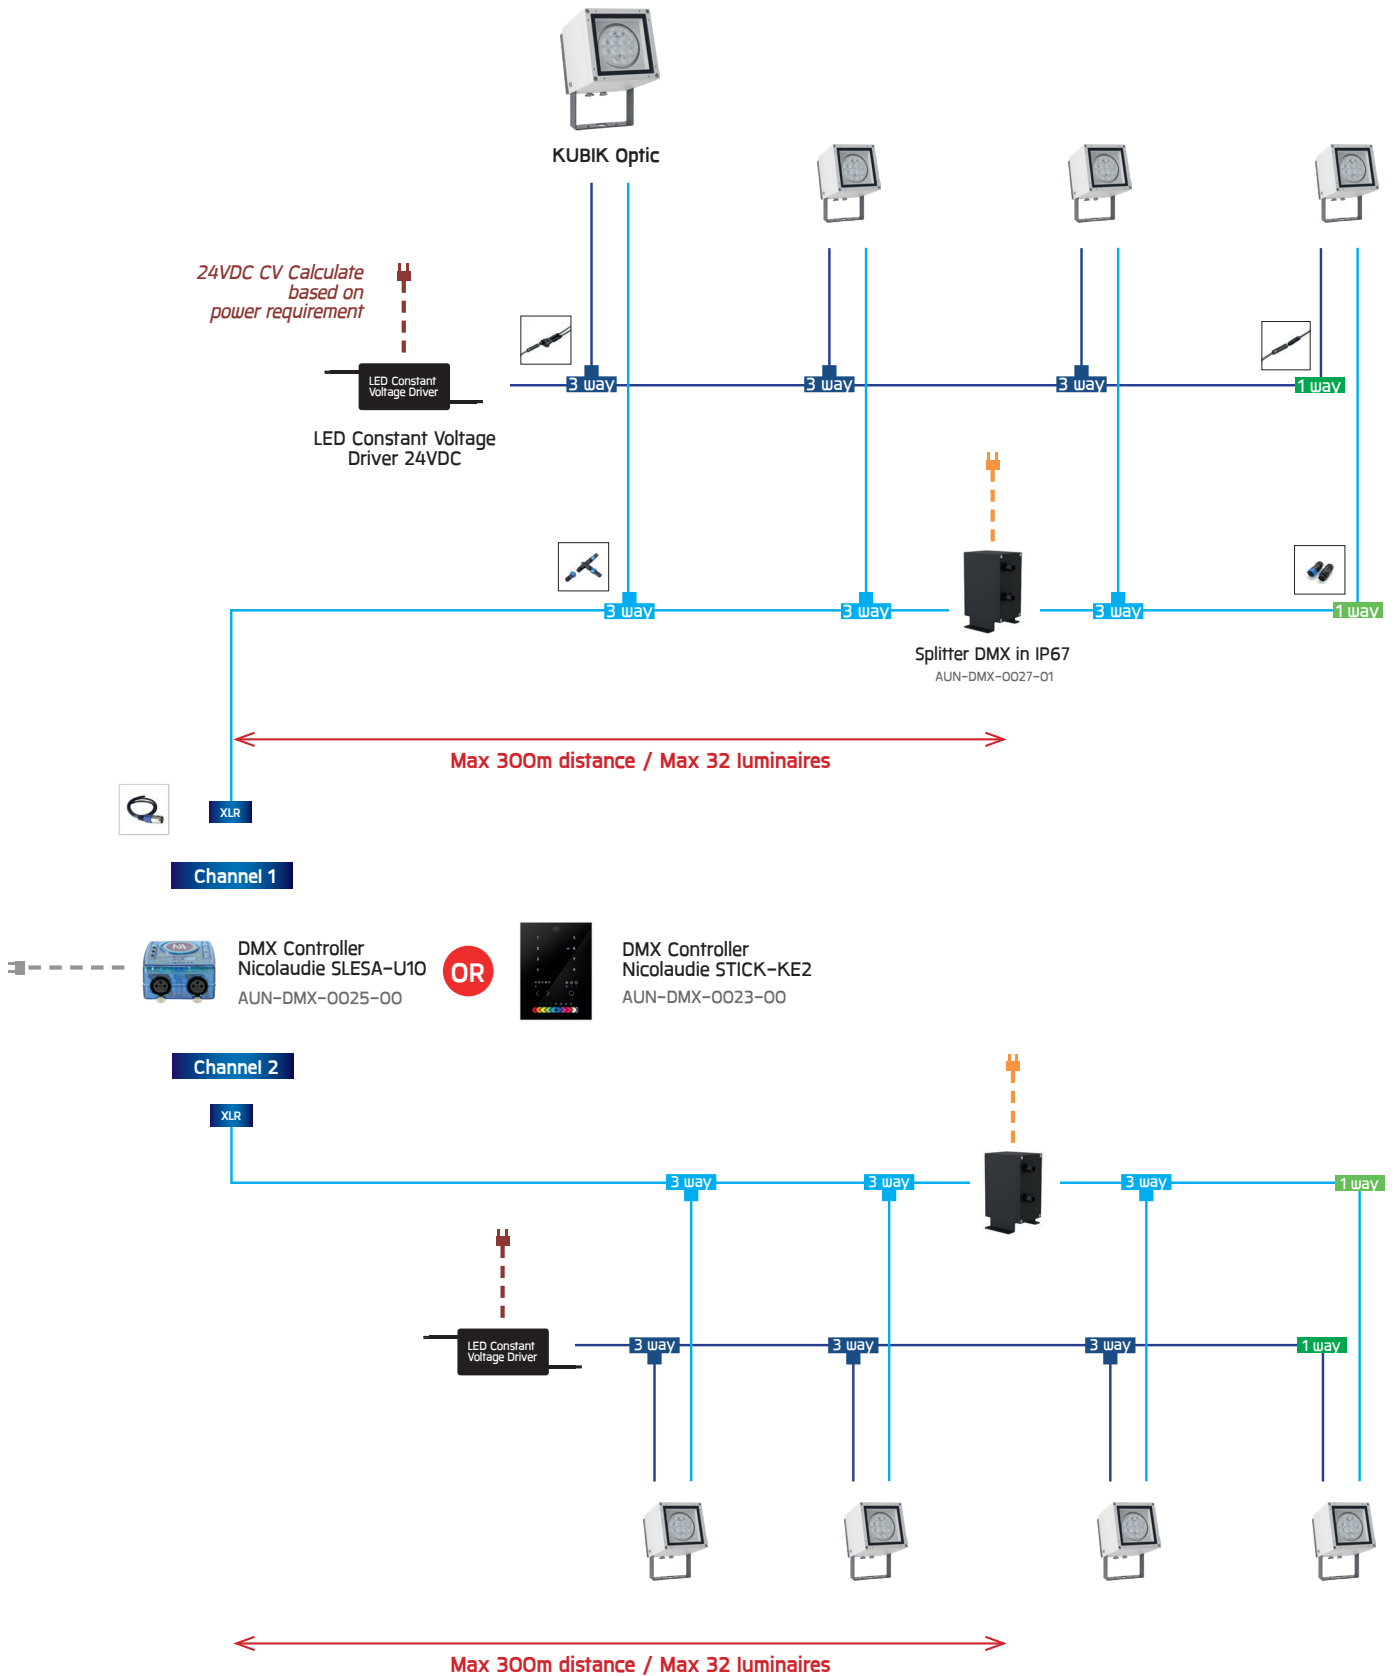 KUBIK Optic
24VDC CV Calculate
based on
power requirement
LED Constant
Voltage Driver
3 way
3 way
3 way
1 way
LED Constant Voltage
Driver 24VDC
3 way
3 way
3 way
1 way
Splitter DMX in IP67
AUN-DMX-0027-01
Max 300m distance / Max 32 luminaires
XLR
Channel 1
DMX Controller
Nicolaudie SLESA-U10
AUN-DMX-0025-00
OR
DMX Controller
Nicolaudie STICK-KE2
AUN-DMX-0023-00
Channel 2
XLR
3 way
3 way
3 way
1 way
LED Constant
Voltage Driver
3 way
3 way
3 way
1 way
Max 300m distance / Max 32 luminaires